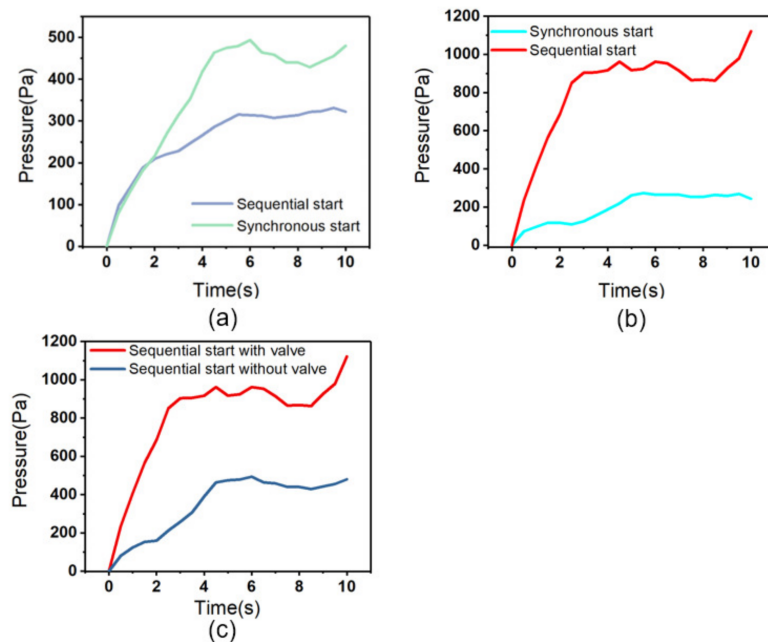 500
400
300
200
100
0
Pressure(Pa)
Sequential start
Synchronous start
0 2 4 6 8 10
Time(s)
(a)
1200
1000
800
600
400
200
0
Pressure(Pa)
Synchronous start
Sequential start
0 2 4 6 8 10
Time(s)
(b)
1200
1000
800
600
400
200
0
Pressure(Pa)
Sequential start with valve
Sequential start without valve
0 2 4 6 8 10
Time(s)
(c)